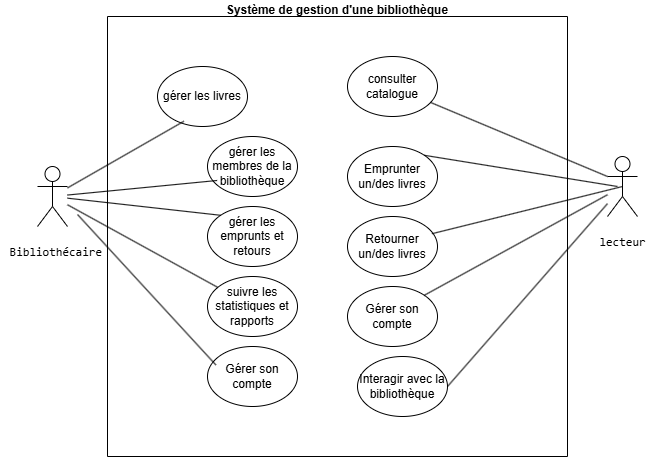 Système de gestion d'une bibliothèque
gérer les livres
consulter
catalogue
gérer les
membres de la
bibliothèque
Emprunter
un/des livres
gérer les
emprunts et
retours
Retourner
un/des livres
Bibliothécaire
lecteur
suivre les
statistiques et
rapports
Gérer son
compte
Gérer son
compte
Interagir avec la
bibliothèque